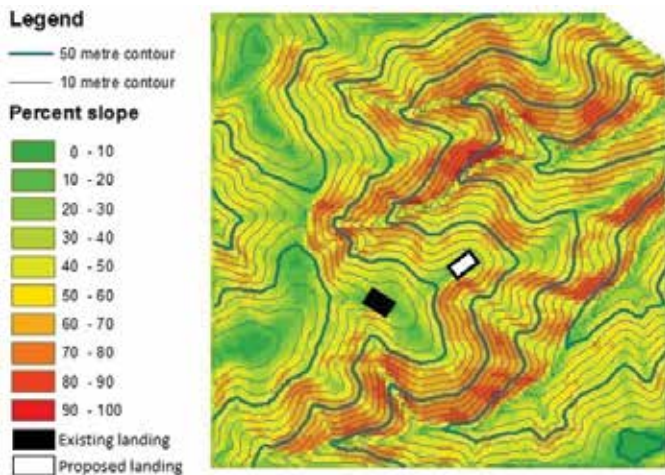 Legend
50 metre contour
10 metre contour
Percent slope
0 - 10
10 - 20
20 - 30
30 - 40
40 - 50
50 - 60
60 - 70
70 - 80
80 - 90
90 - 100
Existing landing
Proposed landing